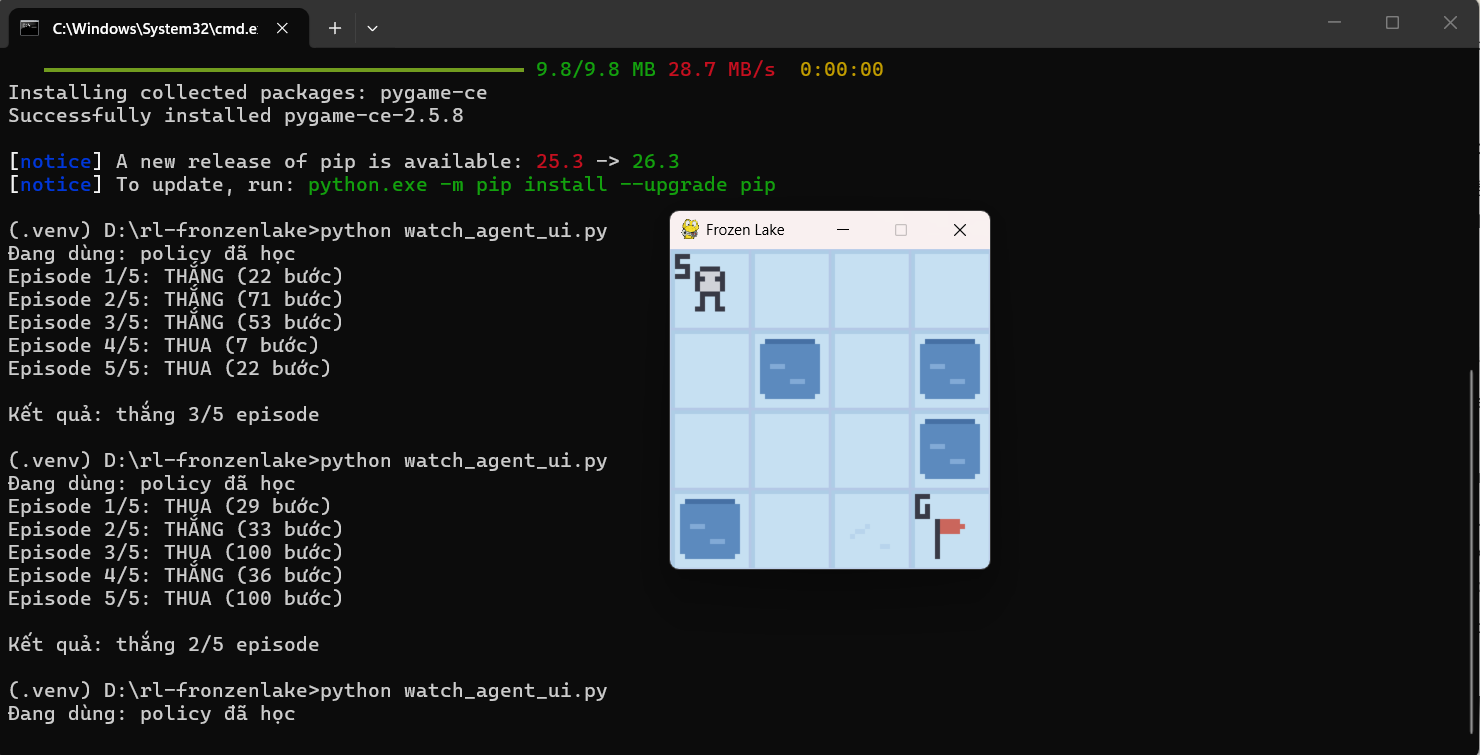 C:\Windows\System32\cmd.e
9.8/9.8 MB 28.7 MB/s 0:00:00
Installing collected packages: pygame-ce
Successfully installed pygame-ce-2.5.8
[notice] A new release of pip is available: 25.3 -> 26.3
[notice] To update, run: python.exe -m pip install --upgrade pip
(.venv) D:\rl-fronzenlake>python watch_agent_ui.py
Đang dùng: policy đã học
Episode 1/5: THẮNG (22 bước)
Episode 2/5: THẮNG (71 bước)
Episode 3/5: THẮNG (53 bước)
Episode 4/5: THUA (7 bước)
Episode 5/5: THUA (22 bước)
Kết quả: thắng 3/5 episode
(.venv) D:\rl-fronzenlake>python watch_agent_ui.py
Đang dùng: policy đã học
Episode 1/5: THUA (29 bước)
Episode 2/5: THẮNG (33 bước)
Episode 3/5: THUA (100 bước)
Episode 4/5: THẮNG (36 bước)
Episode 5/5: THUA (100 bước)
Kết quả: thắng 2/5 episode
(.venv) D:\rl-fronzenlake>python watch_agent_ui.py
Đang dùng: policy đã học
Frozen Lake
S
G